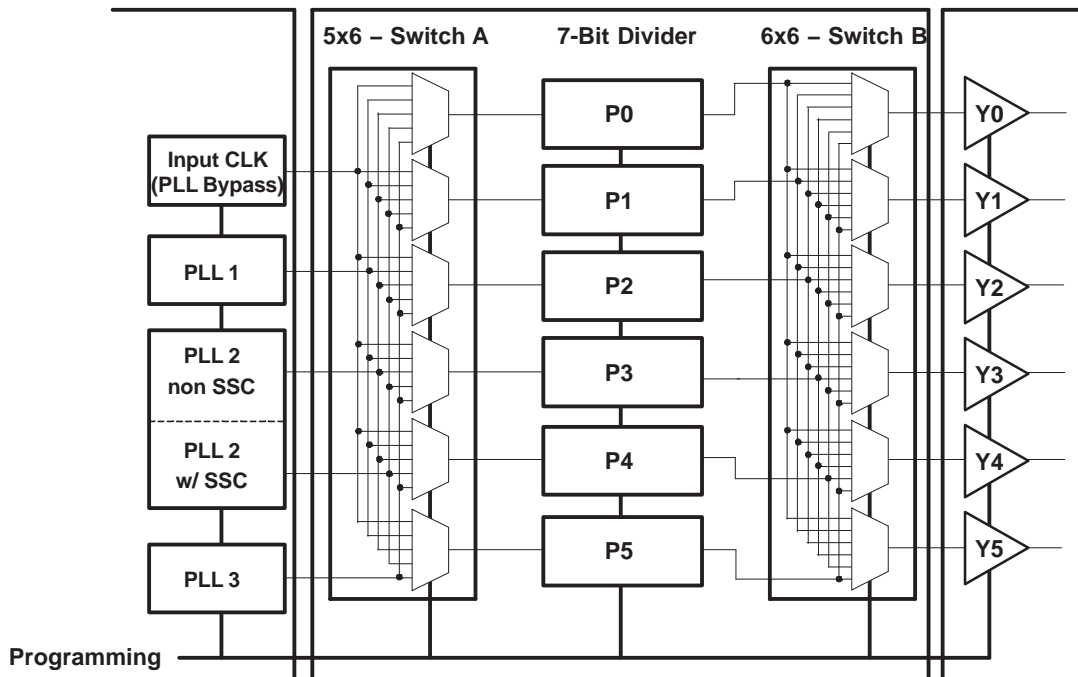 5x6 – Switch A
7-Bit Divider
6x6 – Switch B
Input CLK
(PLL Bypass)
PLL 1
PLL 2
non SSC
PLL 2
w/ SSC
PLL 3
P0
P1
P2
P3
P4
P5
Y0
Y1
Y2
Y3
Y4
Y5
Programming